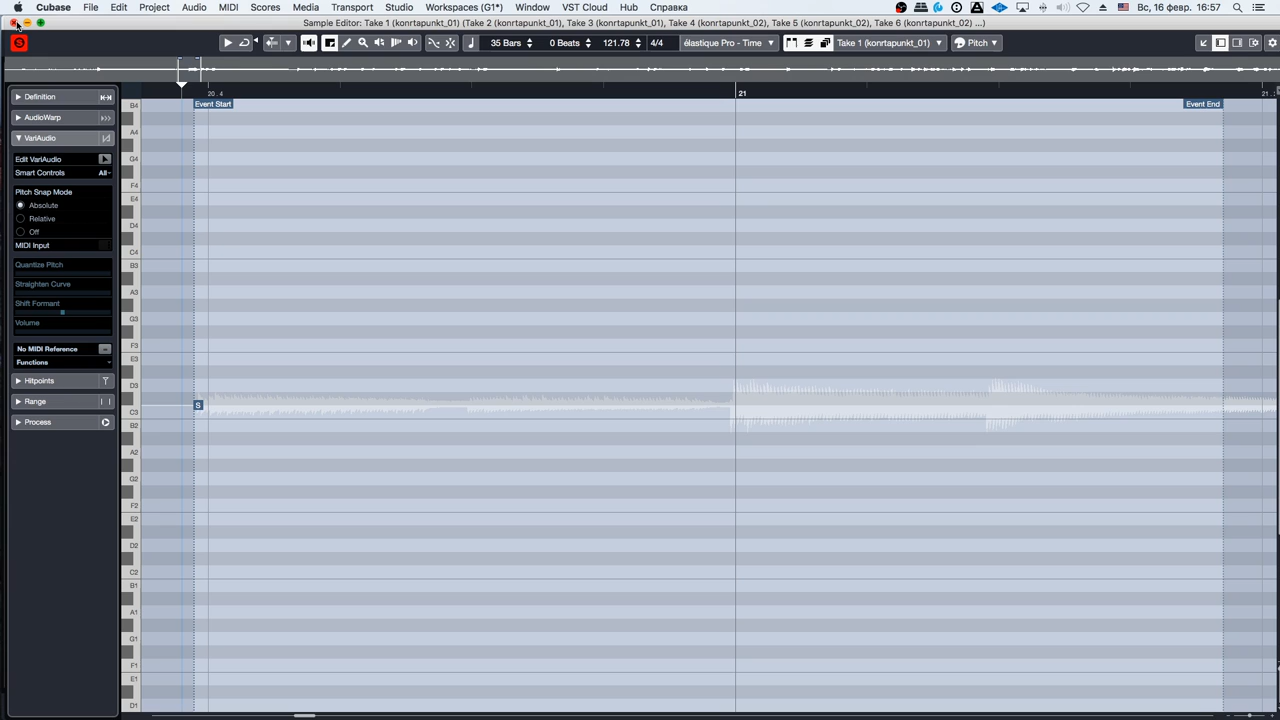 Cubase File Edit Project Audio MIDI Scores Media Transport Studio Workspaces (G1*) Window VST Cloud Hub Справка Вс, 16 февр. 16:57
Sample Editor: Take 1 (konrtapunkt_01) (Take 2 (konrtapunkt_01), Take 3 (konrtapunkt_01), Take 4 (konrtapunkt_02), Take 5 (konrtapunkt_02), Take 6 (konrtapunkt_02) ...)
S 35 Bars 0 Beats 121.78 4/4 élastique Pro - Time Take 1 (konrtapunkt_01) Pitch
20.4 21
Definition
AudioWarp
VariAudio
Edit VariAudio
Smart Controls All
Pitch Snap Mode
Absolute
Relative
Off
MIDI Input
Quantize Pitch
Straighten Curve
Shift Formant
Volume
No MIDI Reference
Functions
Hitpoints
Range
Process
Event Start Event End
B4
A4
G4
F4
E4
D4
C4
B3
A3
G3
F3
E3
D3
S
C3
B2
A2
G2
F2
E2
D2
C2
B1
A1
G1
F1
E1
D1